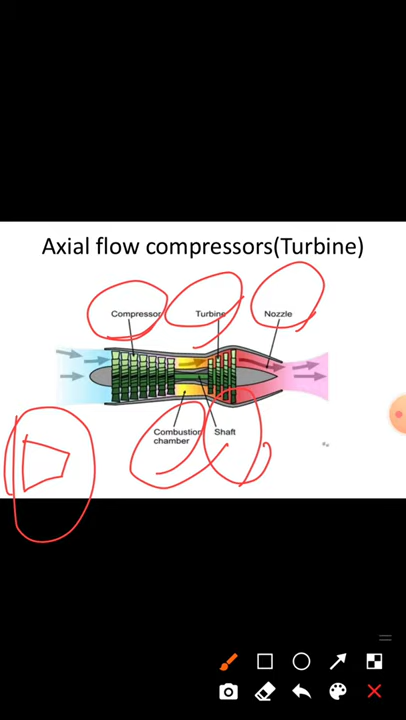 Axial flow compressors(Turbine)
Compressor
Turbine
Nozzle
Combustion
chamber
Shaft